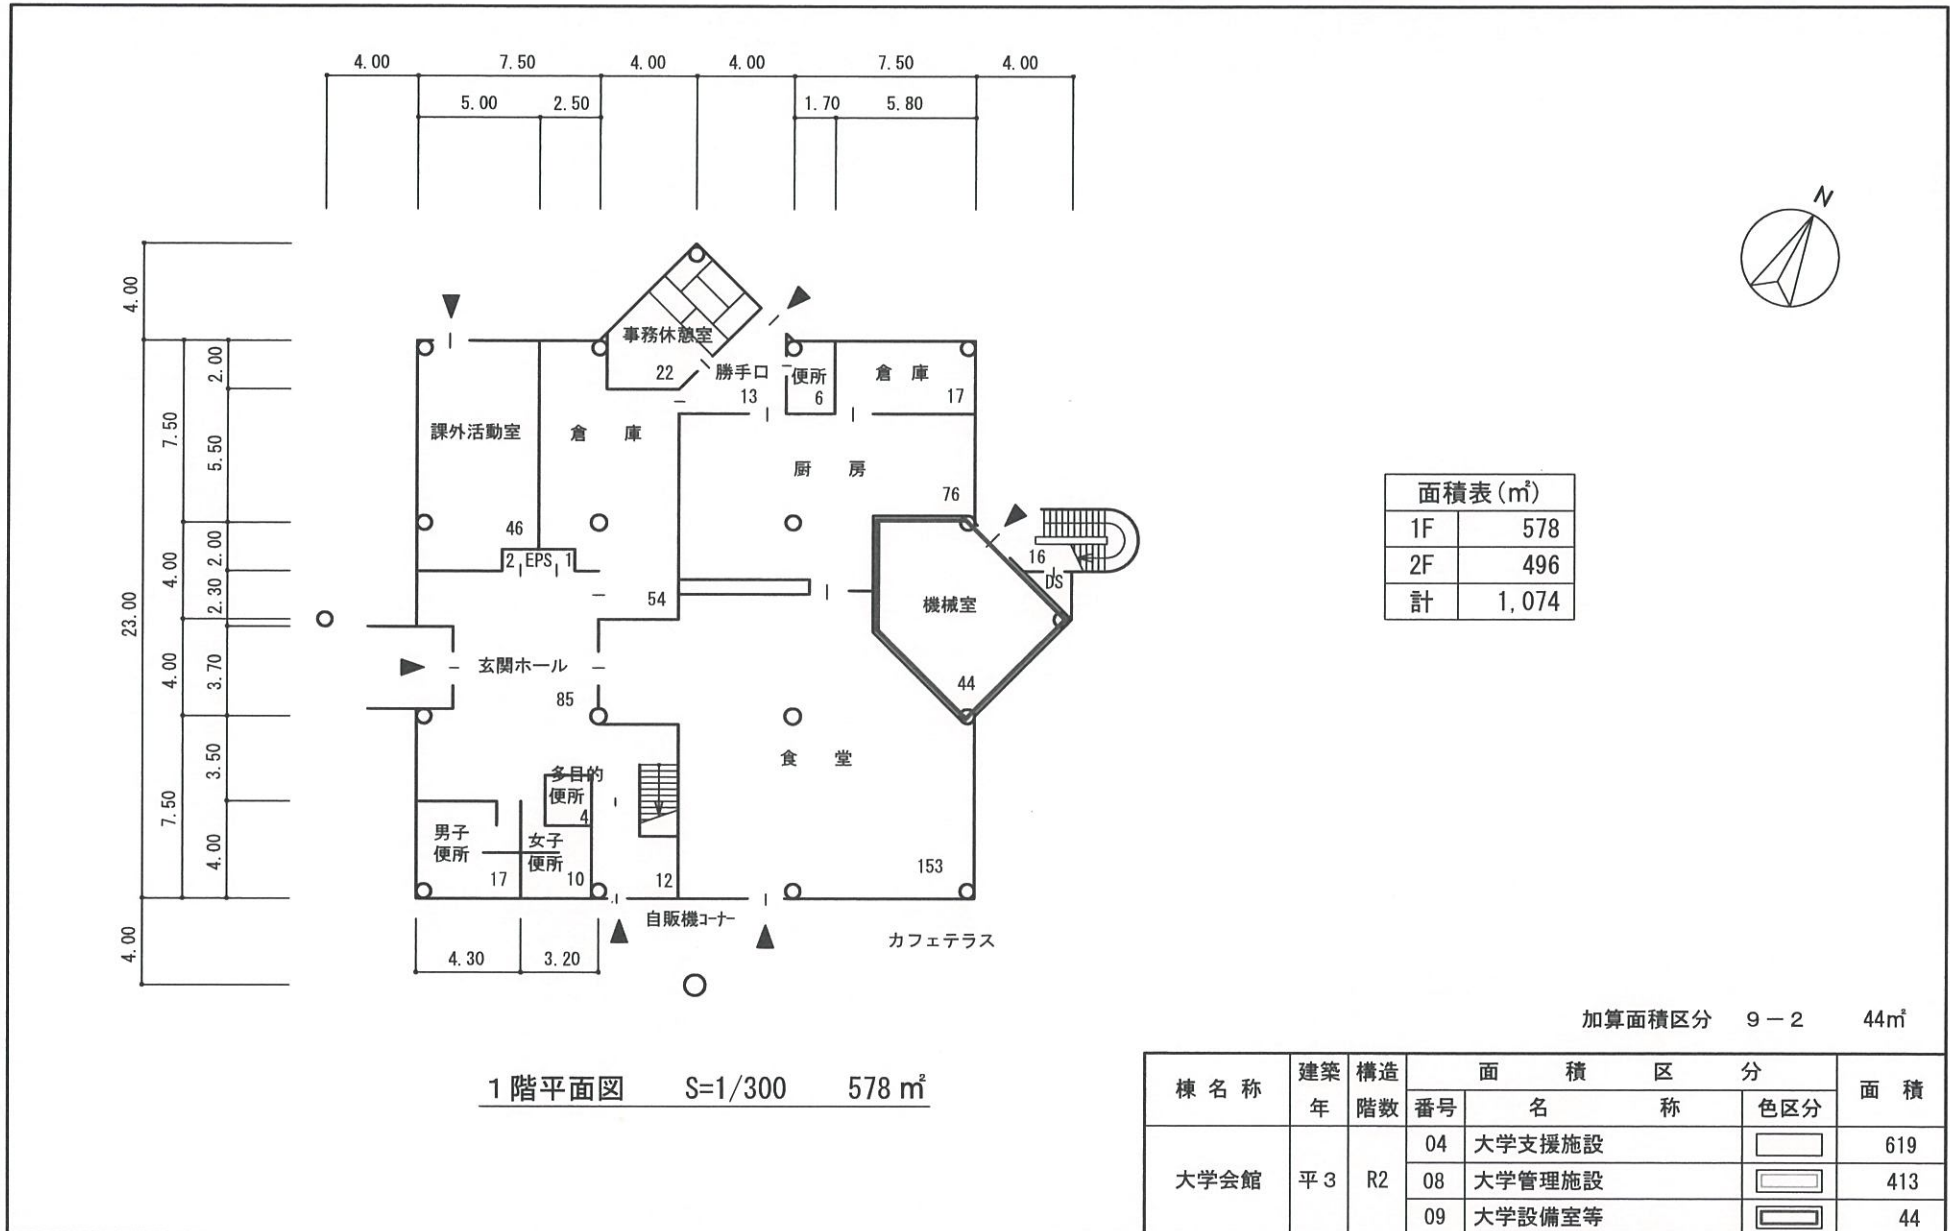 4.00 7.50 4.00 4.00 7.50 4.00
5.00 2.50 1.70 5.80
N
4.00
23.00
4.00
7.50
4.00
4.00
7.50
2.00
5.50
2.00
2.30
3.70
3.50
4.00
事務休憩室
22
勝手口
13
便所
6
倉 庫
17
課外活動室
46
倉 庫
54
厨 房
76
2 EPS 1
16
DS
機械室
44
玄関ホール
85
食 堂
153
多目的
便所
4
男子
便所
17
女子
便所
10
12
自販機コーナー
カフェテラス
4.30 3.20
面積表(㎡)
1F 578
2F 496
計 1,074
1階平面図 S=1/300 578㎡
加算面積区分 9-2 44㎡
棟名称 建築年 構造階数 面積区分 面積
番号 名称 色区分
大学会館 平3 R2
04 大学支援施設 619
08 大学管理施設 413
09 大学設備室等 44